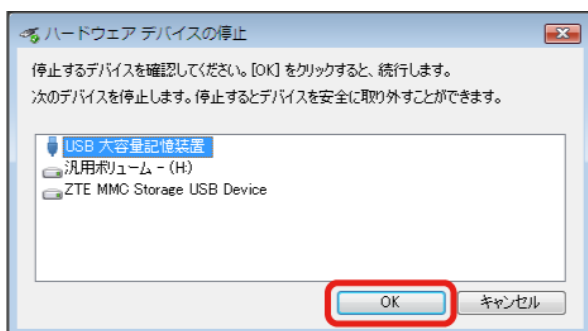 ハードウェア デバイスの停止
停止するデバイスを確認してください。[OK] をクリックすると、続行します。
次のデバイスを停止します。停止するとデバイスを安全に取り外すことができます。
USB 大容量記憶装置
汎用ボリューム - (H:)
ZTE MMC Storage USB Device
OK キャンセル